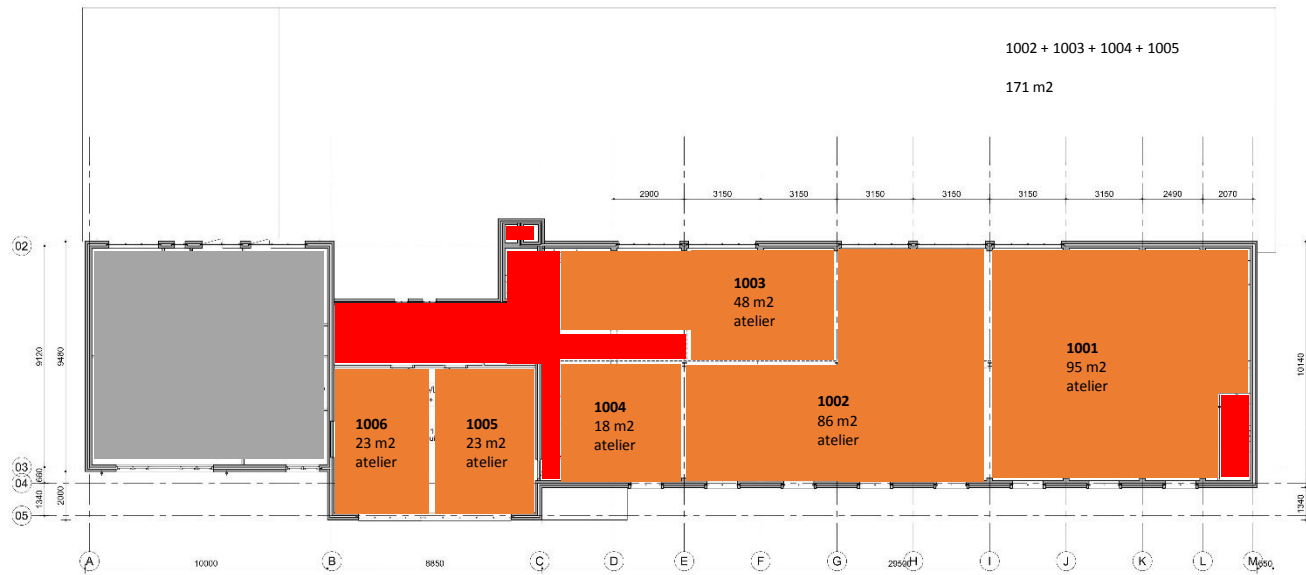 1002 + 1003 + 1004 + 1005
171 m2
2900
3150
3150
3150
3150
3150
3150
2490
2070
02
03
04
05
9120
9480
660
1340
2000
10140
1340
1003
48 m2
atelier
1001
95 m2
atelier
1002
86 m2
atelier
1004
18 m2
atelier
1006
23 m2
atelier
1005
23 m2
atelier
A
B
C
D
E
F
G
H
I
J
K
L
M
10000
8850
29500
650